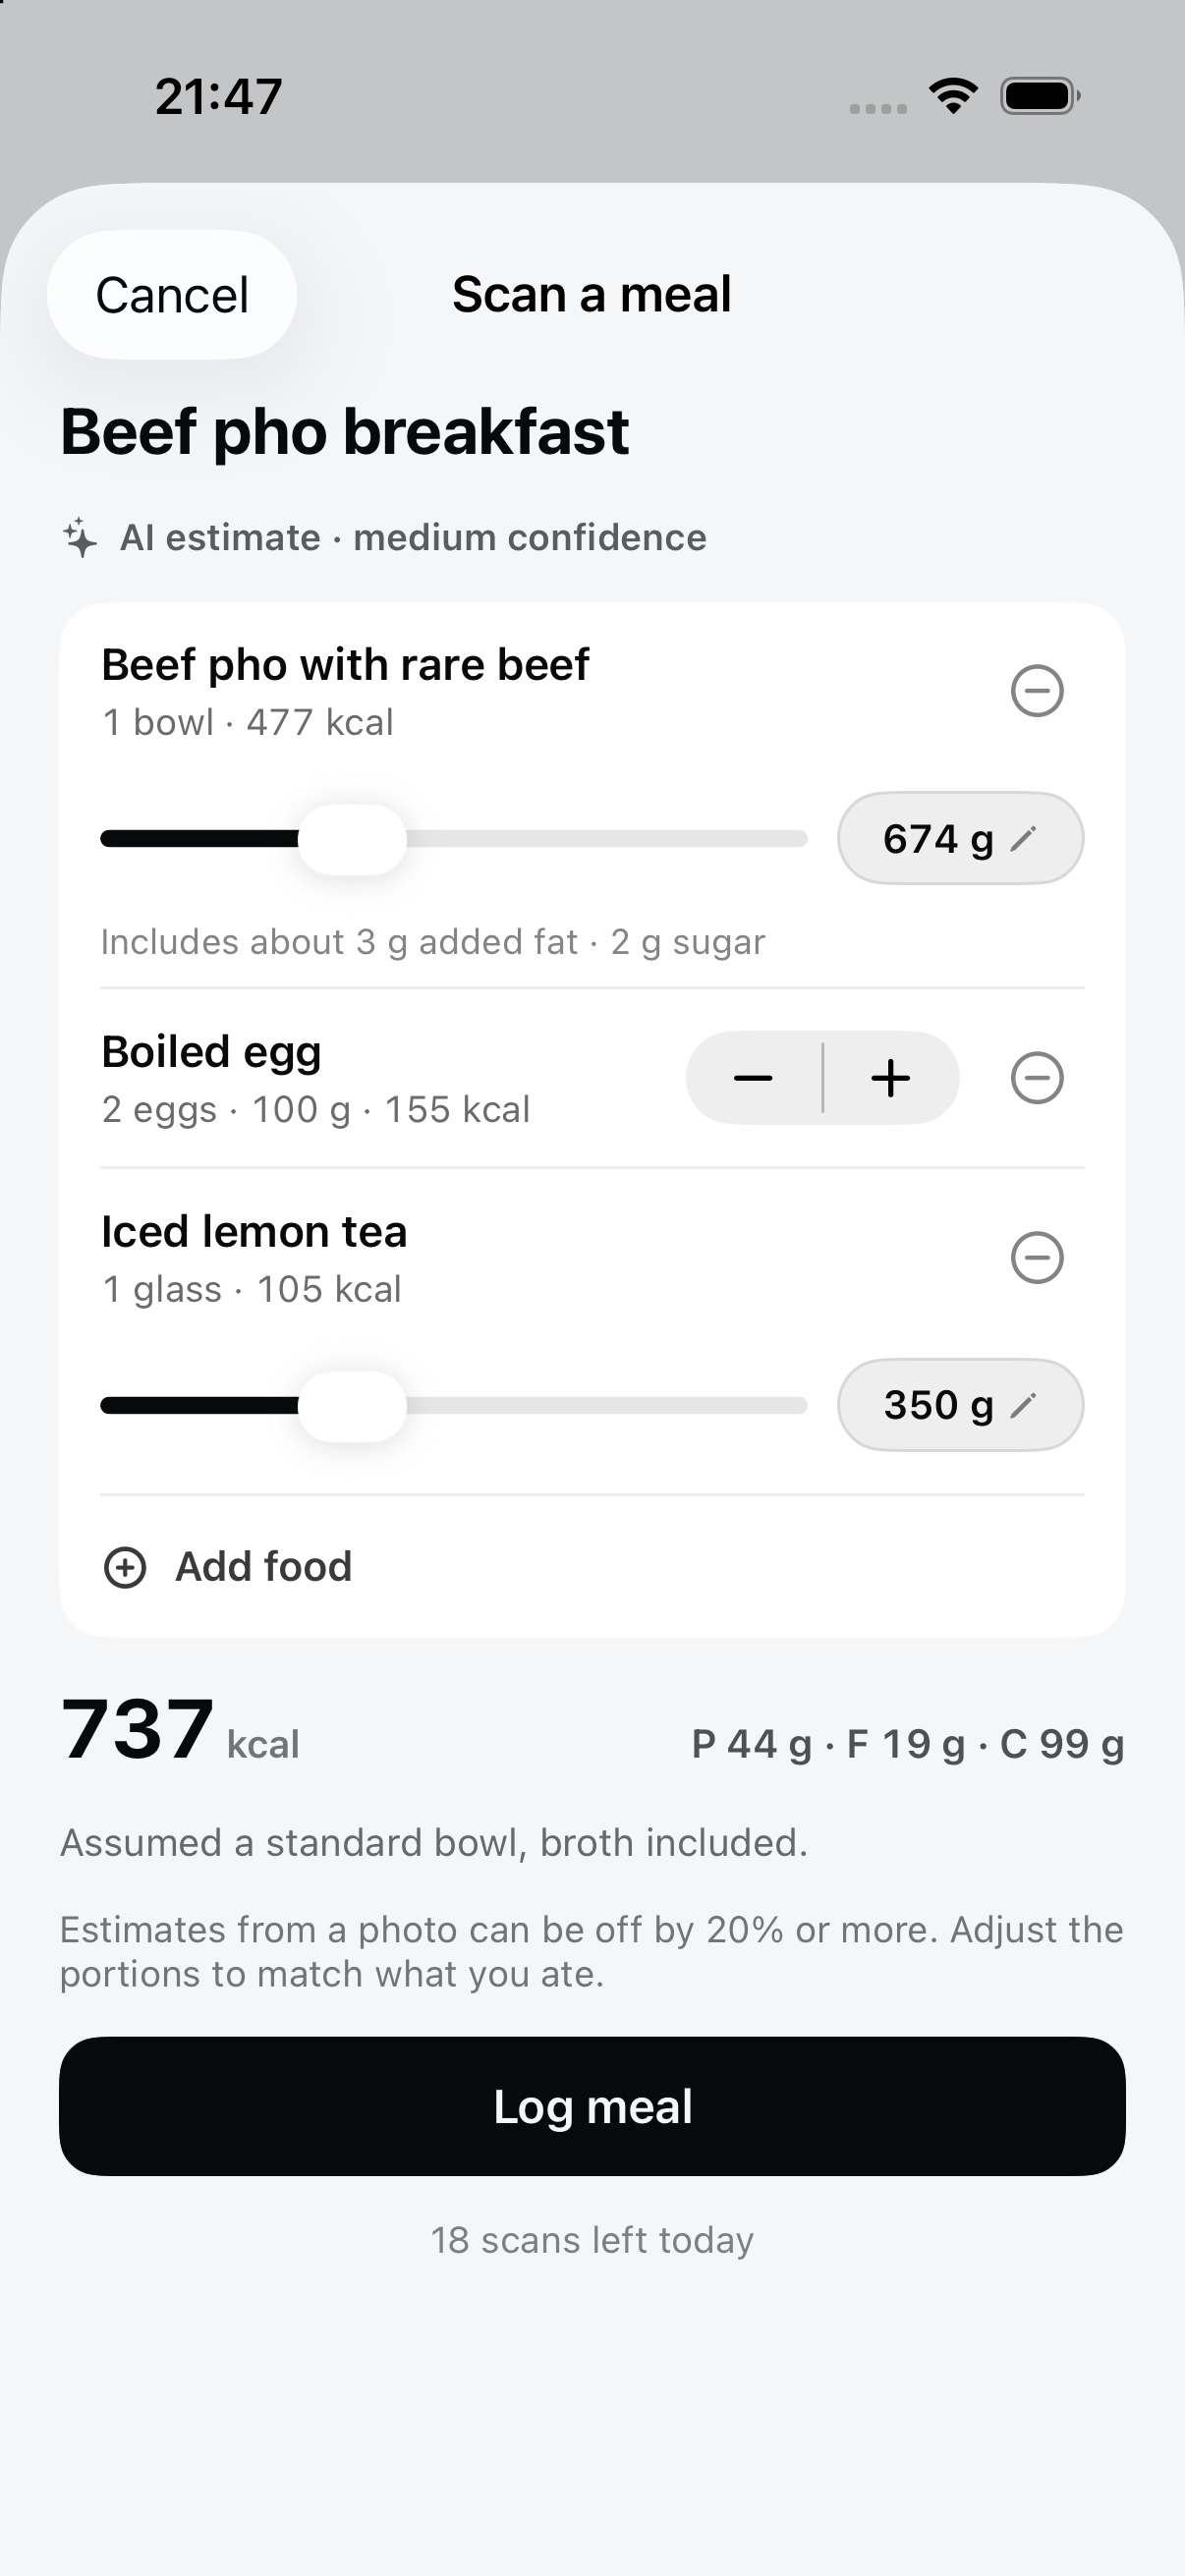 21:47
Cancel
Scan a meal
Beef pho breakfast
AI estimate · medium confidence
Beef pho with rare beef
1 bowl · 477 kcal
674 g
Includes about 3 g added fat · 2 g sugar
Boiled egg
2 eggs · 100 g · 155 kcal
Iced lemon tea
1 glass · 105 kcal
350 g
Add food
737 kcal
P 44 g · F 19 g · C 99 g
Assumed a standard bowl, broth included.
Estimates from a photo can be off by 20% or more. Adjust the
portions to match what you ate.
Log meal
18 scans left today